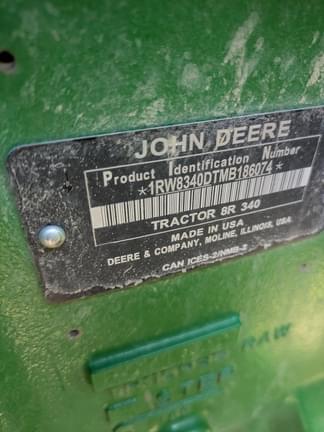 JOHN DEERE
Product Identification Number
*1RW8340DTMB186074*
TRACTOR 8R 340
MADE IN USA
DEERE & COMPANY, MOLINE, ILLINOIS, USA
CAN ICES-2/NMB-2
RAW